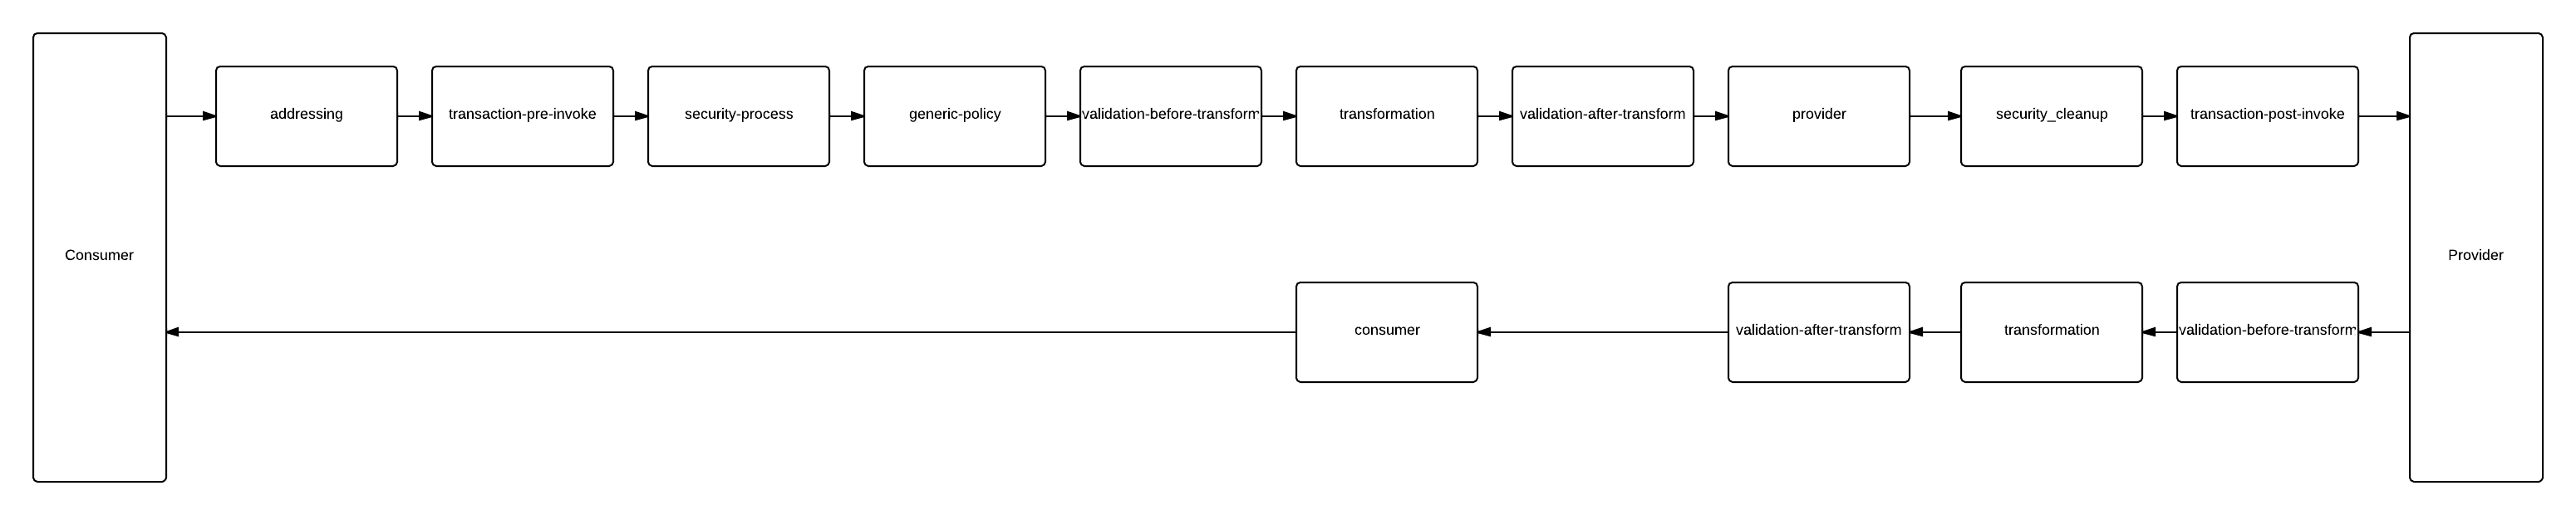 addressing
transaction-pre-invoke
security-process
generic-policy
validation-before-transform
transformation
validation-after-transform
provider
security_cleanup
transaction-post-invoke
Consumer
Provider
consumer
validation-after-transform
transformation
validation-before-transform